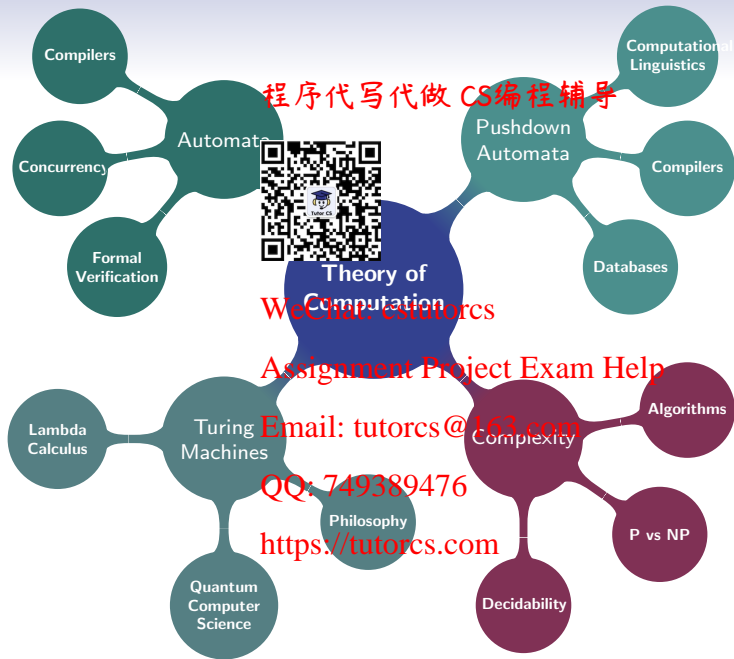 Compilers
Computational
Linguistics
程序代写代做 CS编程辅导
Automata
Pushdown
Automata
Concurrency
Compilers
Tutor CS
Formal
Verification
Databases
Theory of
Computation
WeChat: cstutorcs
Assignment Project Exam Help
Algorithms
Lambda
Calculus
Turing
Machines
Email: tutorcs@163.com
Complexity
QQ: 749389476
Philosophy
P vs NP
https://tutorcs.com
Quantum
Computer
Science
Decidability